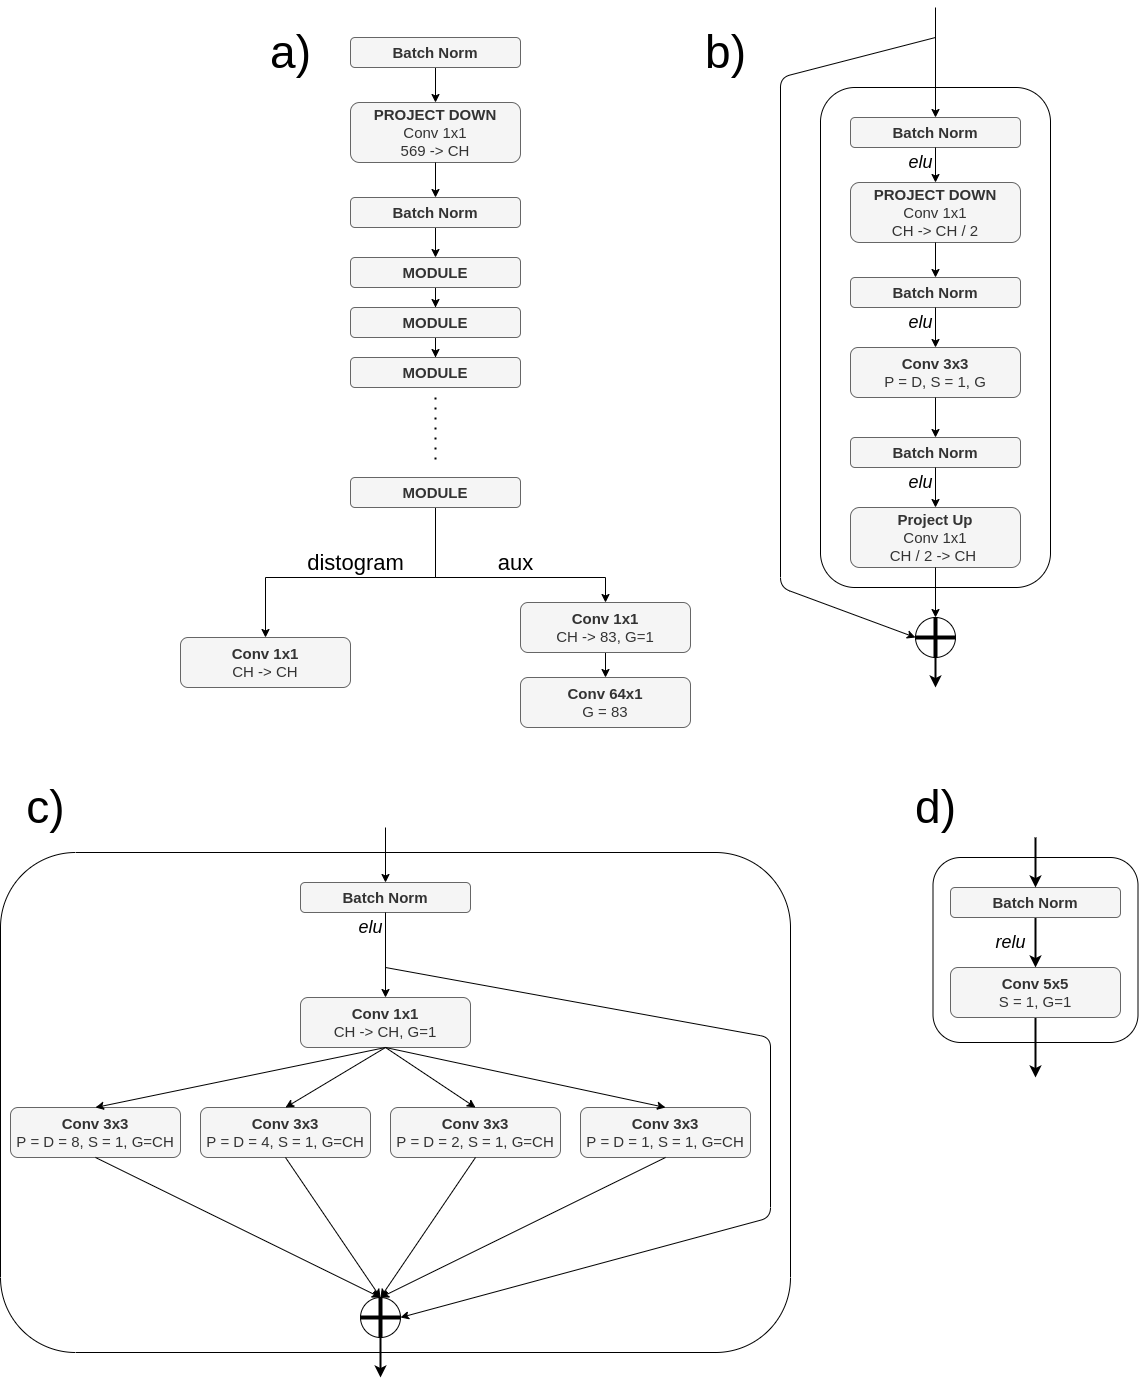 a)
Batch Norm
PROJECT DOWN
Conv 1x1
569 -> CH
Batch Norm
MODULE
MODULE
MODULE
MODULE
distogram
aux
Conv 1x1
CH -> CH
Conv 1x1
CH -> 83, G=1
Conv 64x1
G = 83
b)
Batch Norm
elu
PROJECT DOWN
Conv 1x1
CH -> CH / 2
Batch Norm
elu
Conv 3x3
P = D, S = 1, G
Batch Norm
elu
Project Up
Conv 1x1
CH / 2 -> CH
c)
Batch Norm
elu
Conv 1x1
CH -> CH, G=1
Conv 3x3
P = D = 8, S = 1, G=CH
Conv 3x3
P = D = 4, S = 1, G=CH
Conv 3x3
P = D = 2, S = 1, G=CH
Conv 3x3
P = D = 1, S = 1, G=CH
d)
Batch Norm
relu
Conv 5x5
S = 1, G=1